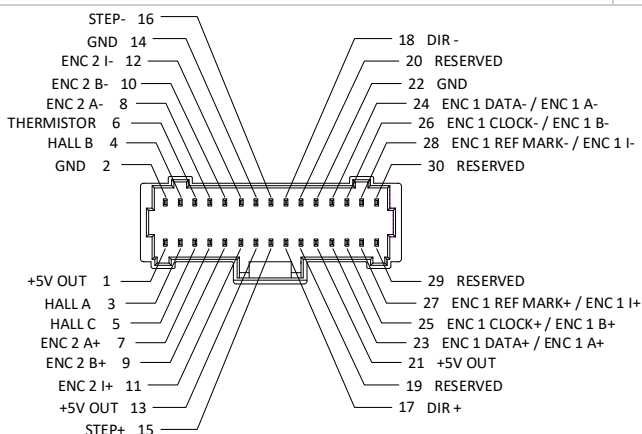 STEP- 16
GND 14
ENC 2 I- 12
ENC 2 B- 10
ENC 2 A- 8
THERMISTOR 6
HALL B 4
GND 2
18 DIR -
20 RESERVED
22 GND
24 ENC 1 DATA- / ENC 1 A-
26 ENC 1 CLOCK- / ENC 1 B-
28 ENC 1 REF MARK- / ENC 1 I-
30 RESERVED
+5V OUT 1
HALL A 3
HALL C 5
ENC 2 A+ 7
ENC 2 B+ 9
ENC 2 I+ 11
+5V OUT 13
STEP+ 15
29 RESERVED
27 ENC 1 REF MARK+ / ENC 1 I+
25 ENC 1 CLOCK+ / ENC 1 B+
23 ENC 1 DATA+ / ENC 1 A+
21 +5V OUT
19 RESERVED
17 DIR +